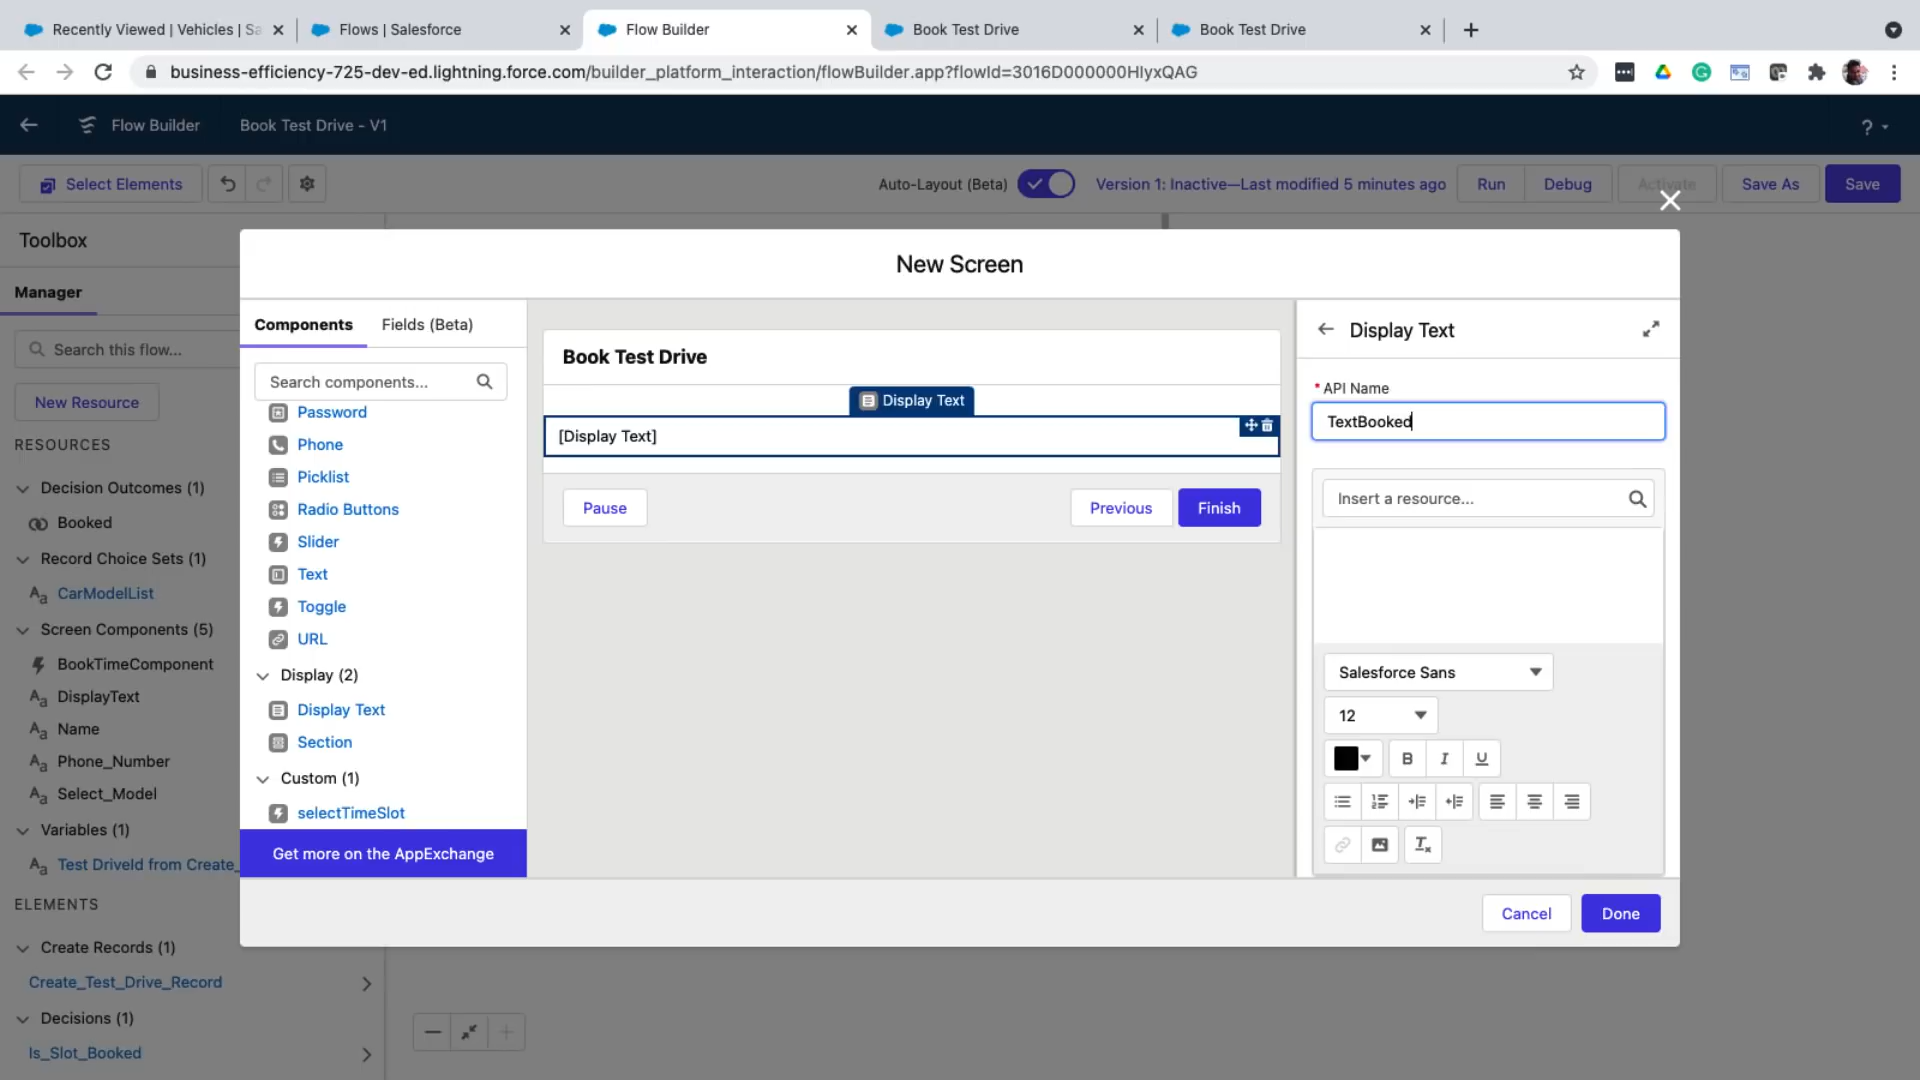 Recently Viewed | Vehicles | Sa
Flows | Salesforce
Flow Builder
Book Test Drive
Book Test Drive
business-efficiency-725-dev-ed.lightning.force.com/builder_platform_interaction/flowBuilder.app?flowId=3016D000000HIyxQAG
Flow Builder
Book Test Drive - V1
?
Select Elements
Auto-Layout (Beta)
Version 1: Inactive—Last modified 5 minutes ago
Run
Debug
Activate
Save As
Save
Toolbox
Manager
Search this flow...
New Resource
RESOURCES
Decision Outcomes (1)
Booked
Record Choice Sets (1)
CarModelList
Screen Components (5)
BookTimeComponent
DisplayText
Name
Phone_Number
Select_Model
Variables (1)
Test DriveId from Create_
ELEMENTS
Create Records (1)
Create_Test_Drive_Record
Decisions (1)
Is_Slot_Booked
New Screen
Components
Fields (Beta)
Search components...
Password
Phone
Picklist
Radio Buttons
Slider
Text
Toggle
URL
Display (2)
Display Text
Section
Custom (1)
selectTimeSlot
Get more on the AppExchange
Book Test Drive
Display Text
[Display Text]
Pause
Previous
Finish
Display Text
* API Name
TextBooked
Insert a resource...
Salesforce Sans
12
B
I
U
Cancel
Done